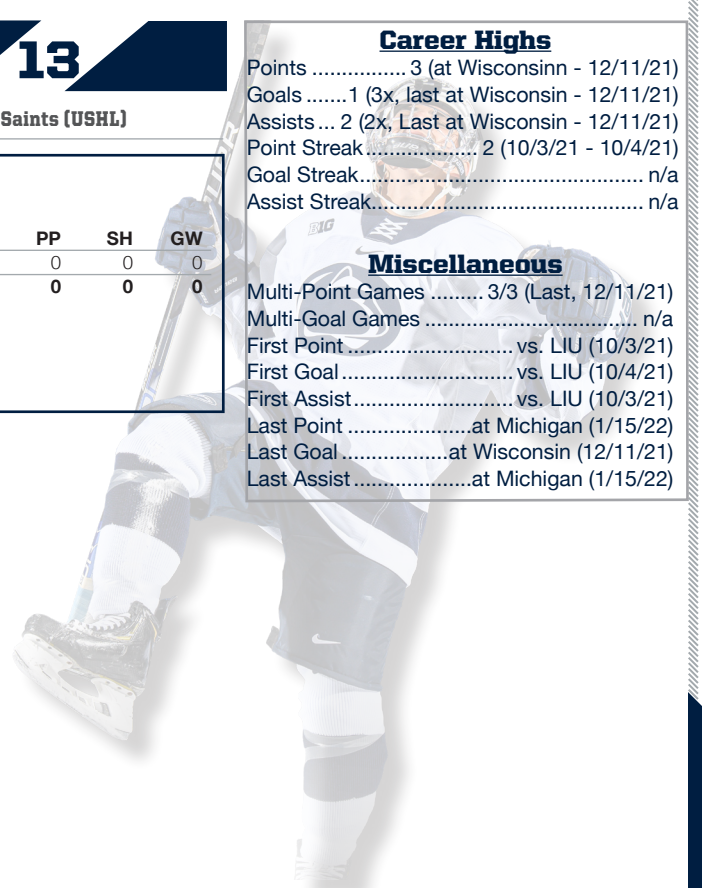 13
Saints (USHL)
PP SH GW
0 0 0
0 0 0
Career Highs
Points ................ 3 (at Wisconsinn - 12/11/21)
Goals .......1 (3x, last at Wisconsin - 12/11/21)
Assists ... 2 (2x, Last at Wisconsin - 12/11/21)
Point Streak................... 2 (10/3/21 - 10/4/21)
Goal Streak................................................ n/a
Assist Streak.............................................. n/a
B1G
Miscellaneous
Multi-Point Games ......... 3/3 (Last, 12/11/21)
Multi-Goal Games .................................... n/a
First Point............................ vs. LIU (10/3/21)
First Goal............................. vs. LIU (10/4/21)
First Assist........................... vs. LIU (10/3/21)
Last Point .....................at Michigan (1/15/22)
Last Goal..................at Wisconsin (12/11/21)
Last Assist....................at Michigan (1/15/22)